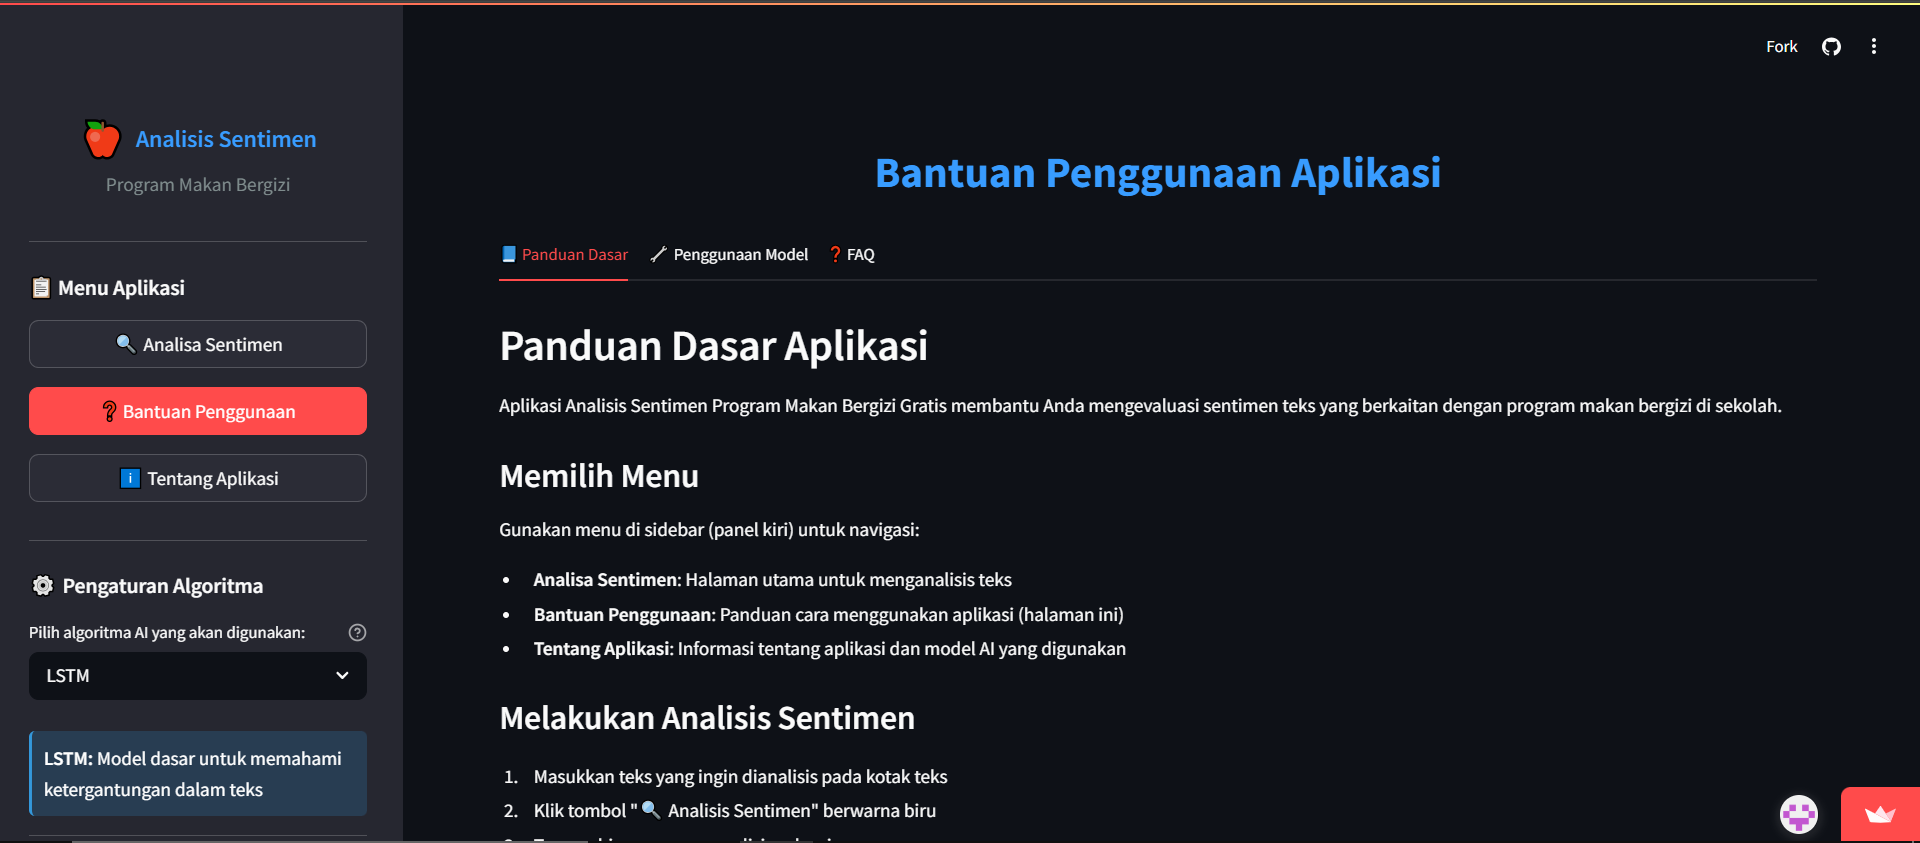 Fork
Analisis Sentimen
Program Makan Bergizi
Menu Aplikasi
Analisa Sentimen
Bantuan Penggunaan
Tentang Aplikasi
Pengaturan Algoritma
Pilih algoritma AI yang akan digunakan:
LSTM
LSTM: Model dasar untuk memahami
ketergantungan dalam teks
Bantuan Penggunaan Aplikasi
Panduan Dasar Penggunaan Model FAQ
Panduan Dasar Aplikasi
Aplikasi Analisis Sentimen Program Makan Bergizi Gratis membantu Anda mengevaluasi sentimen teks yang berkaitan dengan program makan bergizi di sekolah.
Memilih Menu
Gunakan menu di sidebar (panel kiri) untuk navigasi:
• Analisa Sentimen: Halaman utama untuk menganalisis teks
• Bantuan Penggunaan: Panduan cara menggunakan aplikasi (halaman ini)
• Tentang Aplikasi: Informasi tentang aplikasi dan model AI yang digunakan
Melakukan Analisis Sentimen
1. Masukkan teks yang ingin dianalisis pada kotak teks
2. Klik tombol "🔍 Analisis Sentimen" berwarna biru